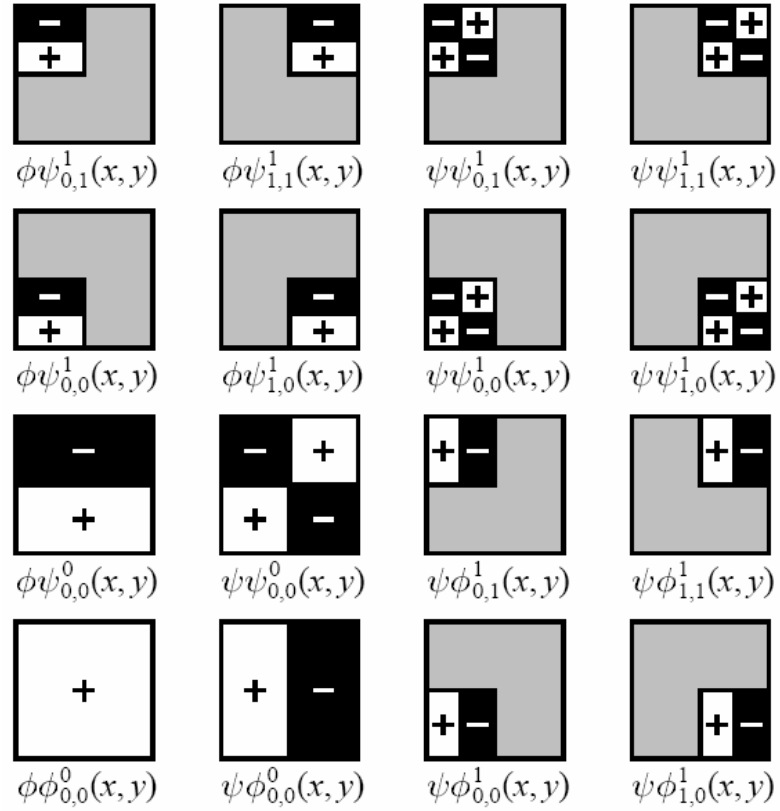 − + − + + − − + + −
ϕψ¹₀,₁(x, y) ϕψ¹₁,₁(x, y) ψψ¹₀,₁(x, y) ψψ¹₁,₁(x, y)
− − − + − +
+ + + − + −
ϕψ¹₀,₀(x, y) ϕψ¹₁,₀(x, y) ψψ¹₀,₀(x, y) ψψ¹₁,₀(x, y)
− − + + − + −
+ + −
ϕψ⁰₀,₀(x, y) ψψ⁰₀,₀(x, y) ψϕ¹₀,₁(x, y) ψϕ¹₁,₁(x, y)
+ + − + − + −
ϕϕ⁰₀,₀(x, y) ψϕ⁰₀,₀(x, y) ψϕ¹₀,₀(x, y) ψϕ¹₁,₀(x, y)